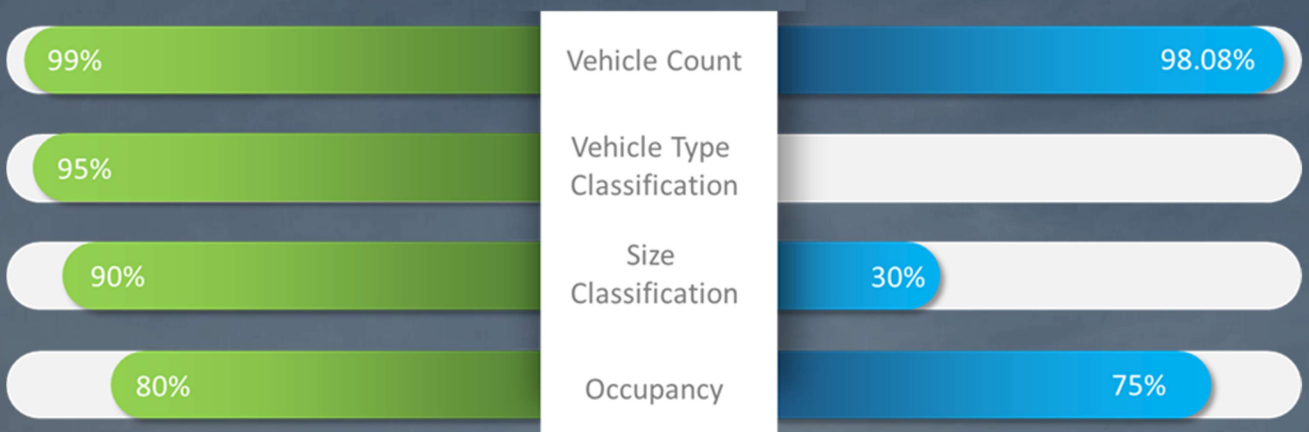 99%
Vehicle Count
98.08%
95%
Vehicle Type
Classification
90%
Size
Classification
30%
80%
Occupancy
75%